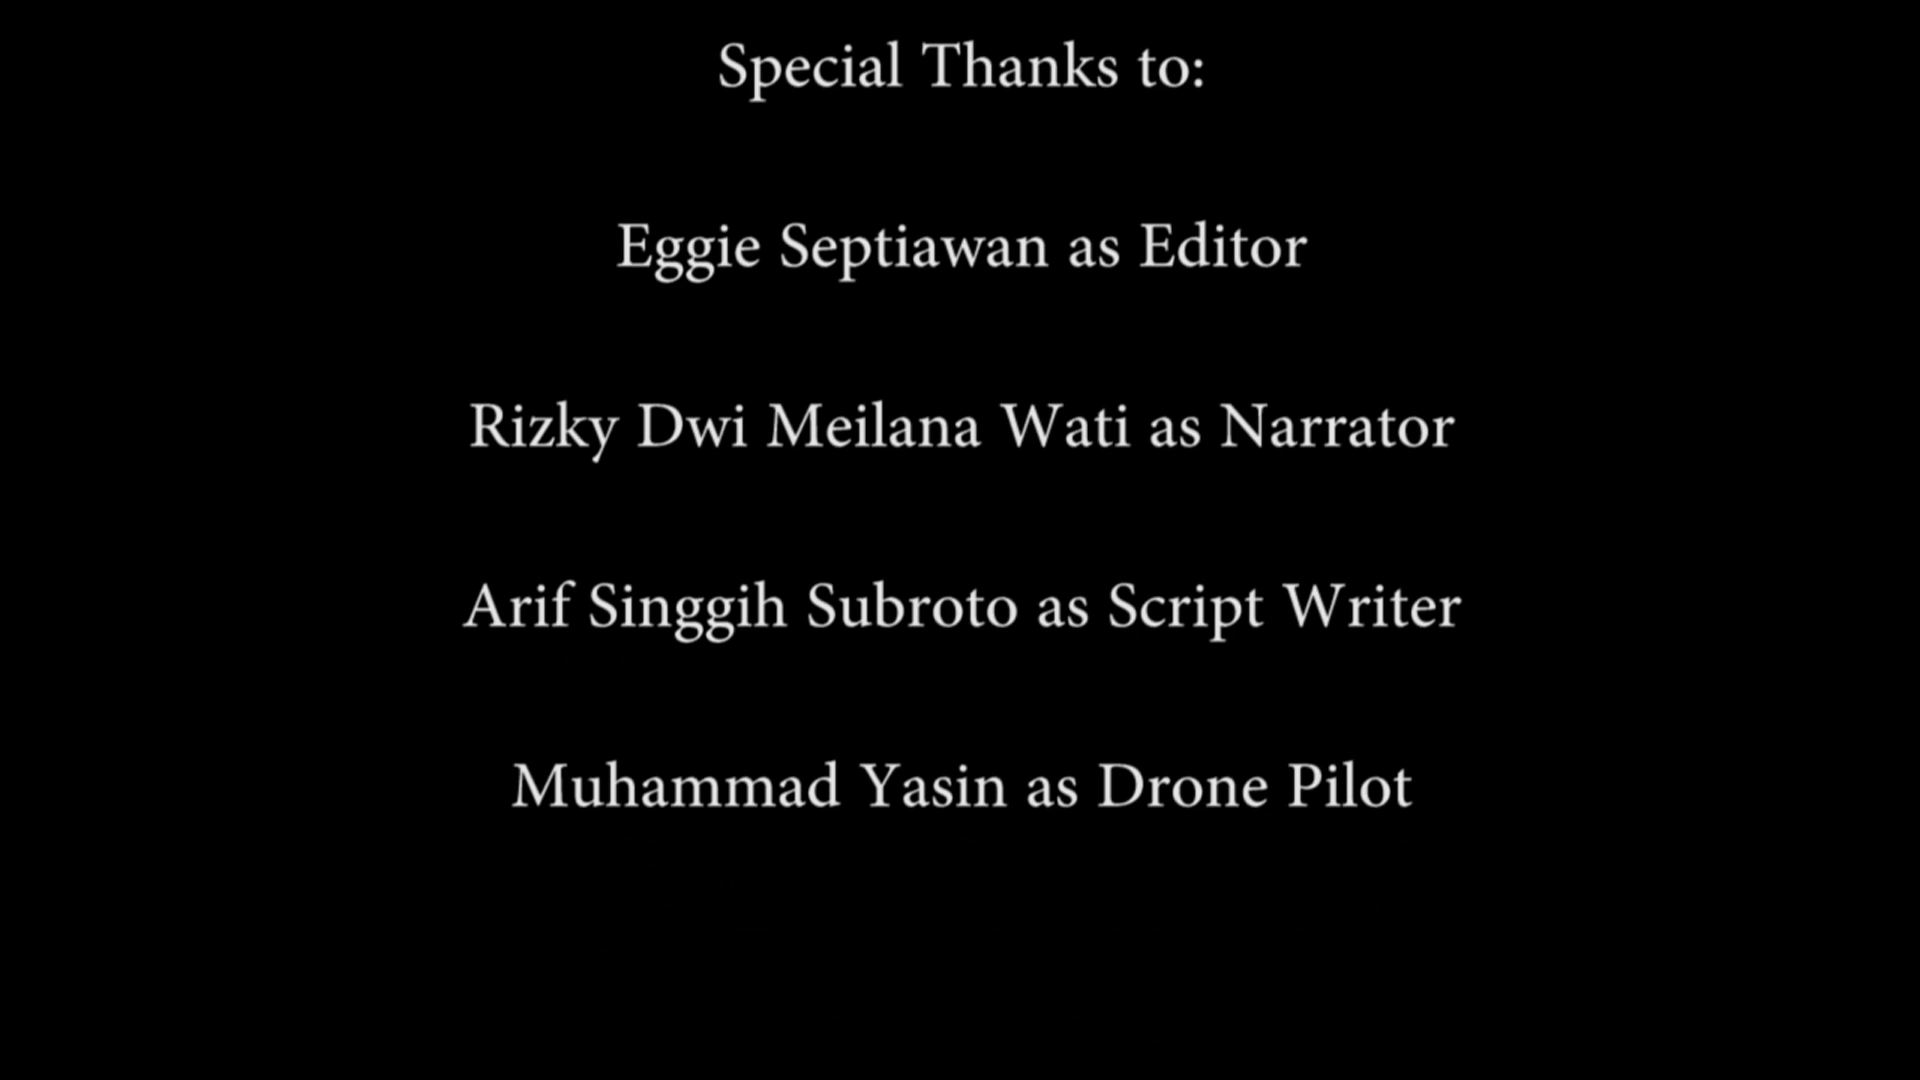 Special Thanks to:
Eggie Septiawan as Editor
Rizky Dwi Meilana Wati as Narrator
Arif Singgih Subroto as Script Writer
Muhammad Yasin as Drone Pilot